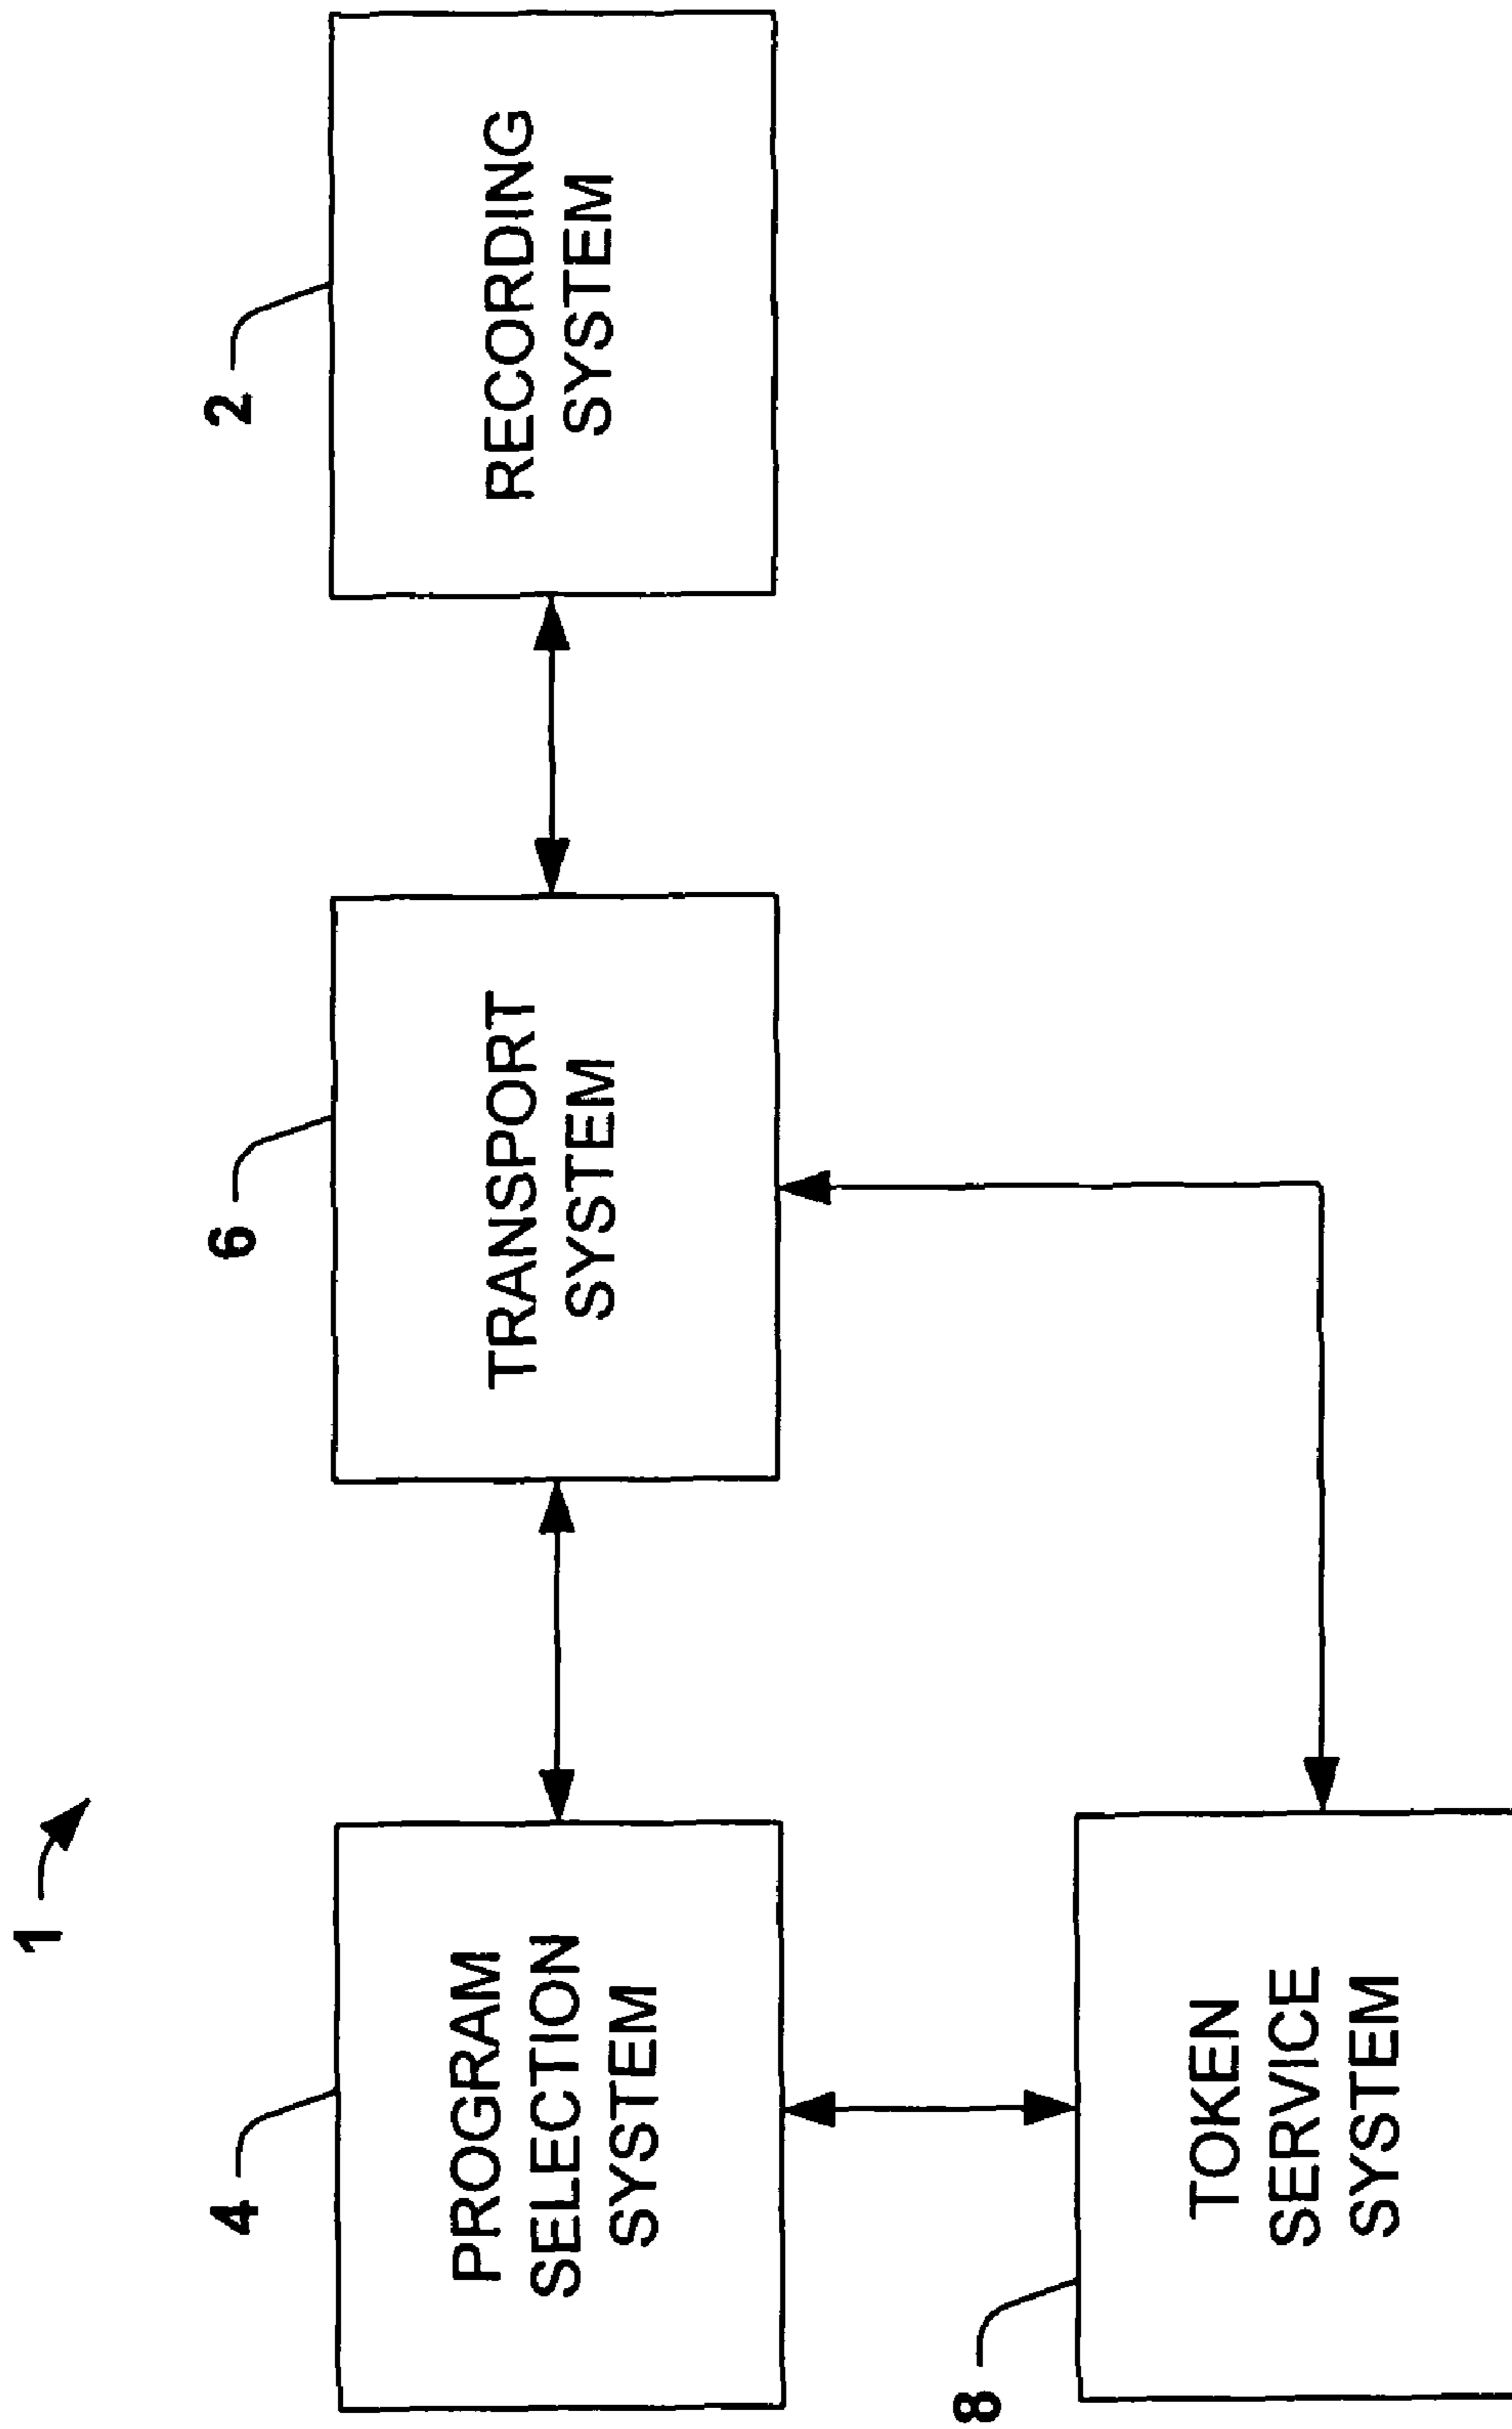 1
4
PROGRAM
SELECTION
SYSTEM
6
TRANSPORT
SYSTEM
2
RECORDING
SYSTEM
8
TOKEN
SERVICE
SYSTEM